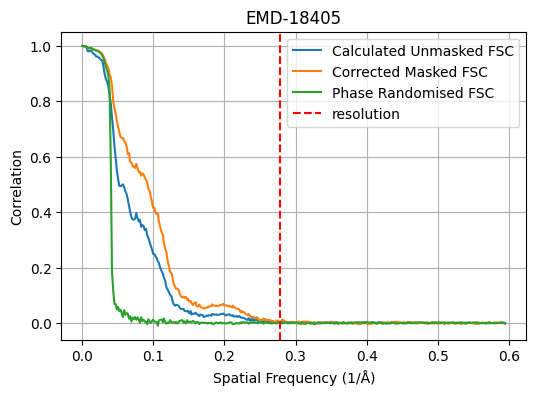 EMD-18405
Calculated Unmasked FSC
Corrected Masked FSC
Phase Randomised FSC
resolution
Correlation
1.0
0.8
0.6
0.4
0.2
0.0
0.0 0.1 0.2 0.3 0.4 0.5 0.6
Spatial Frequency (1/Å)